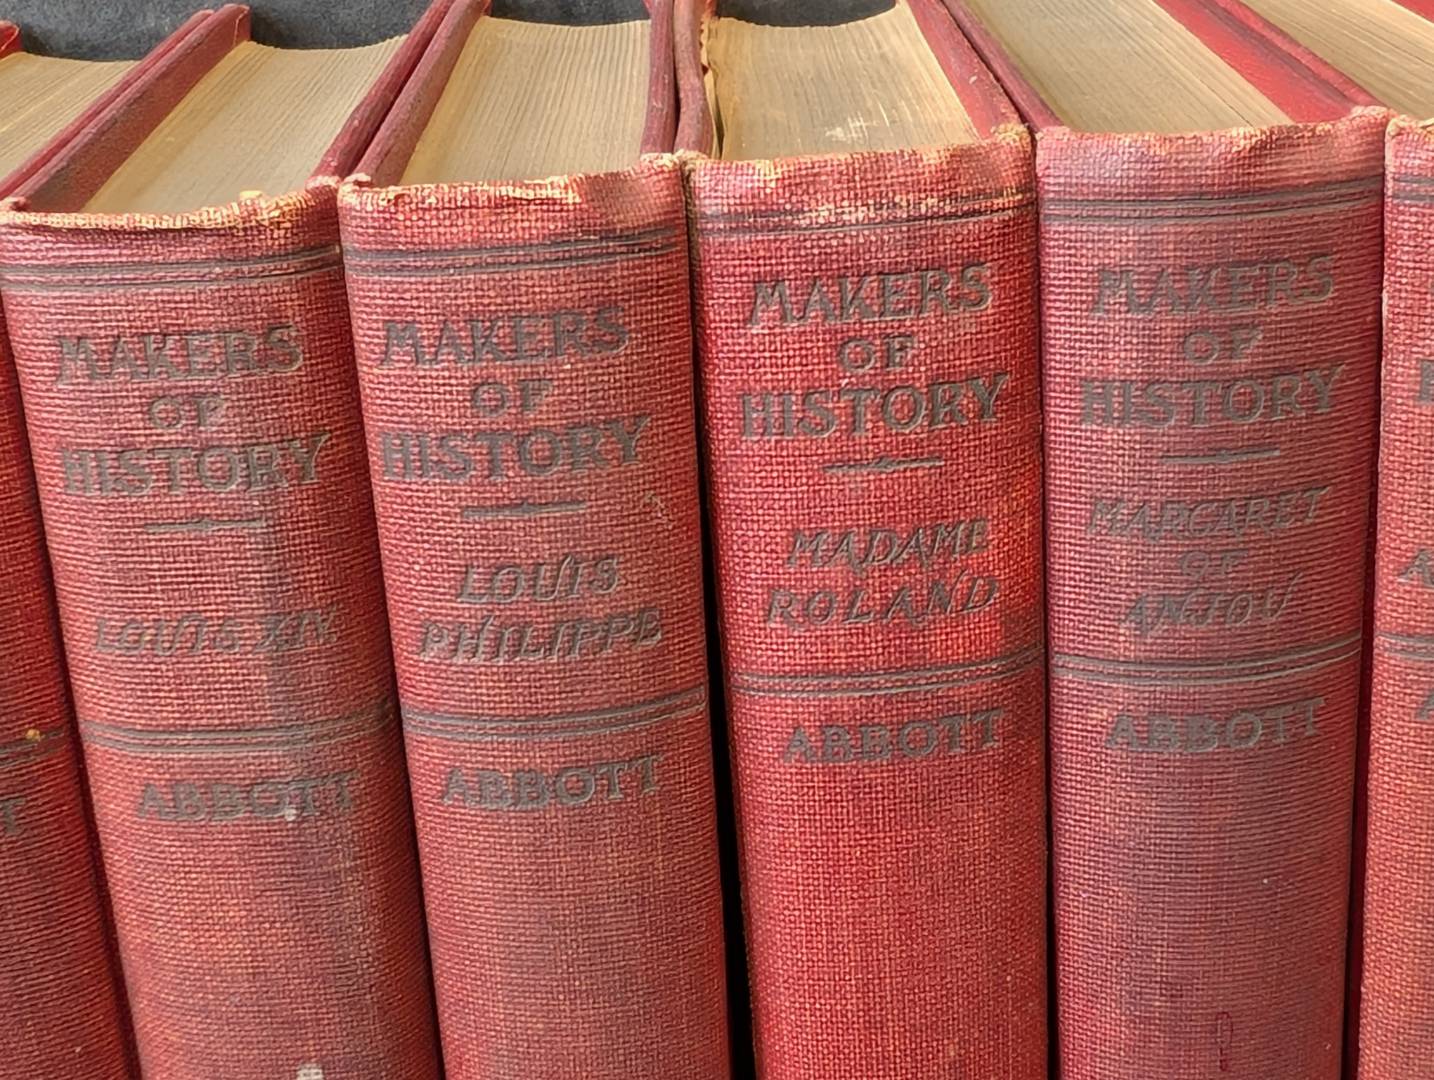 MAKERS
OF
HISTORY
LOUIS XIV
ABBOTT
MAKERS
OF
HISTORY
LOUIS
PHILIPPE
ABBOTT
MAKERS
OF
HISTORY
MADAME
ROLAND
ABBOTT
MAKERS
OF
HISTORY
MARGARET
OF
ANJOU
ABBOTT